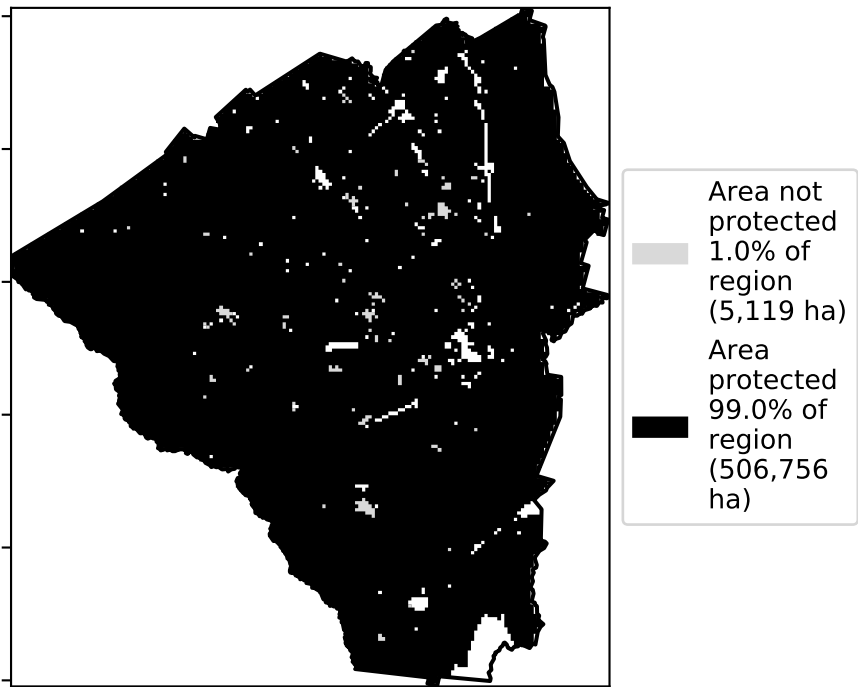 Area not
protected
1.0% of
region
(5,119 ha)
Area
protected
99.0% of
region
(506,756
ha)